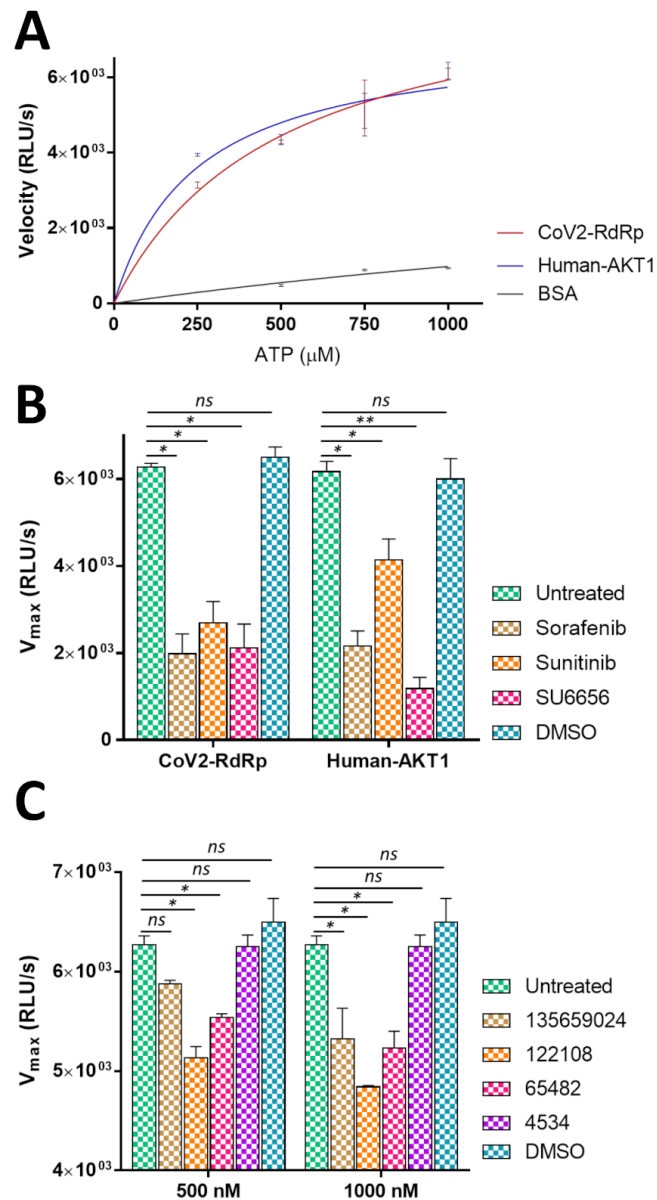 A
6×10⁰³
4×10⁰³
2×10⁰³
0
Velocity (RLU/s)
0 250 500 750 1000
ATP (μM)
CoV2-RdRp
Human-AKT1
BSA
B
ns
*
*
*
ns
**
*
*
6×10⁰³
4×10⁰³
2×10⁰³
0
Vmax (RLU/s)
CoV2-RdRp Human-AKT1
Untreated
Sorafenib
Sunitinib
SU6656
DMSO
C
ns
ns
*
*
ns
ns
ns
*
*
*
7×10⁰³
6×10⁰³
5×10⁰³
4×10⁰³
Vmax (RLU/s)
500 nM 1000 nM
Untreated
135659024
122108
65482
4534
DMSO